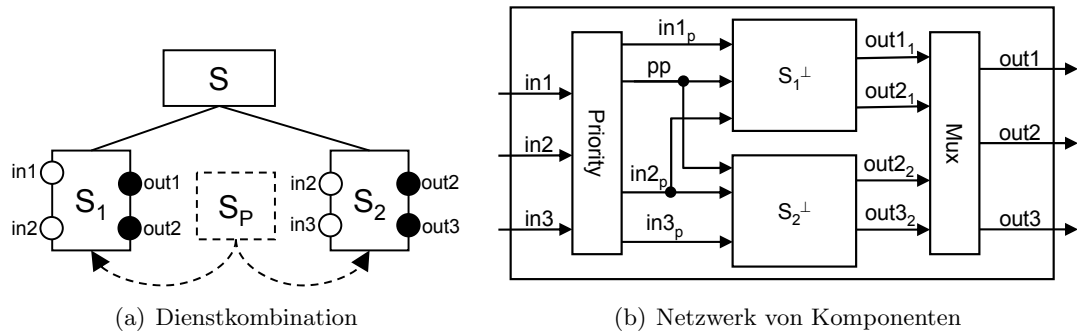 S
in1
in2
S₁
out1
out2
S_P
in2
in3
S₂
out2
out3
(a) Dienstkombination
in1
in2
in3
Priority
in1ₚ
pp
in2ₚ
in3ₚ
S₁^⊥
S₂^⊥
out1₁
out2₁
out2₂
out3₂
Mux
out1
out2
out3
(b) Netzwerk von Komponenten